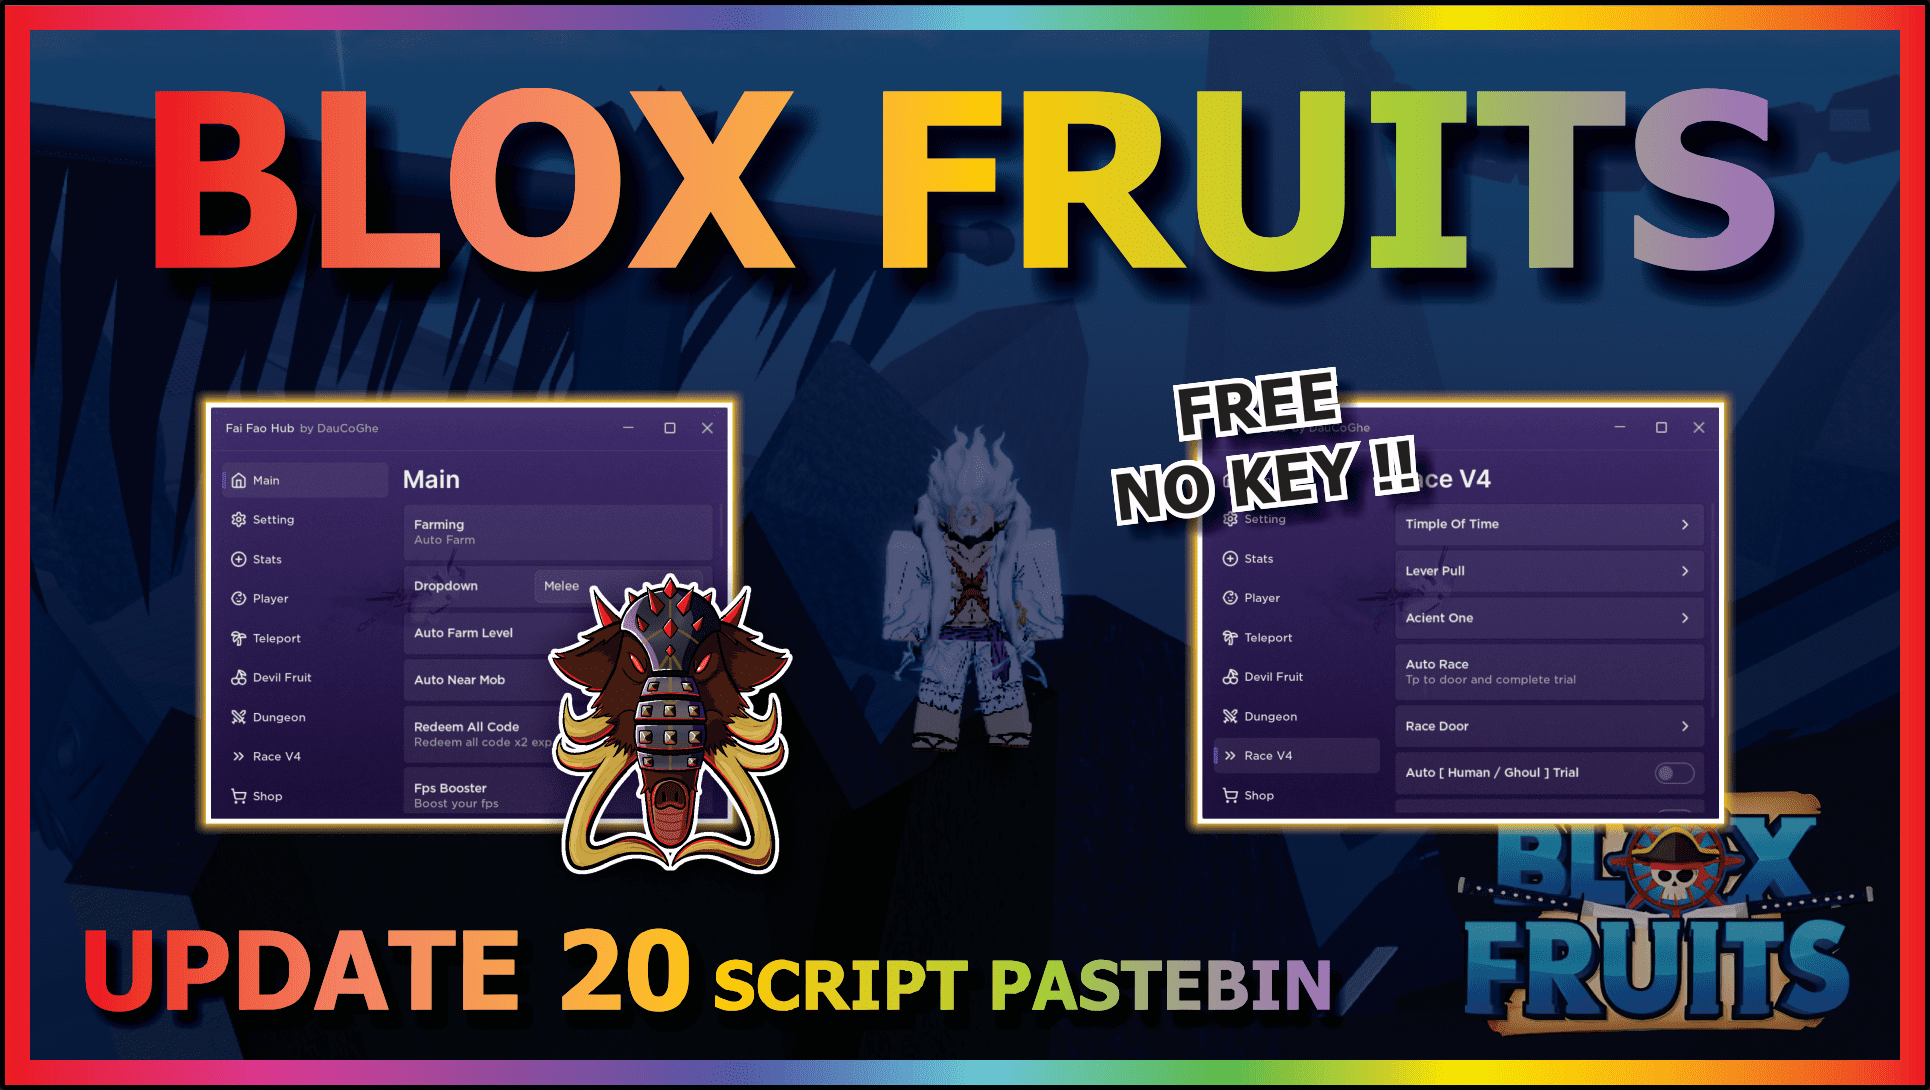 BLOX FRUITS
FREE
NO KEY !!
Fai Fao Hub by DauCoGhe
Main
Setting
Stats
Player
Teleport
Devil Fruit
Dungeon
Race V4
Shop
Main
Farming
Auto Farm
Dropdown
Melee
Auto Farm Level
Auto Near Mob
Redeem All Code
Redeem all code x2 exp
Fps Booster
Boost your fps
by DauCoGhe
Setting
Stats
Player
Teleport
Devil Fruit
Dungeon
Race V4
Shop
ce V4
Timple Of Time
Lever Pull
Acient One
Auto Race
Tp to door and complete trial
Race Door
Auto [ Human / Ghoul ] Trial
UPDATE 20 SCRIPT PASTEBIN
BLOX
FRUITS